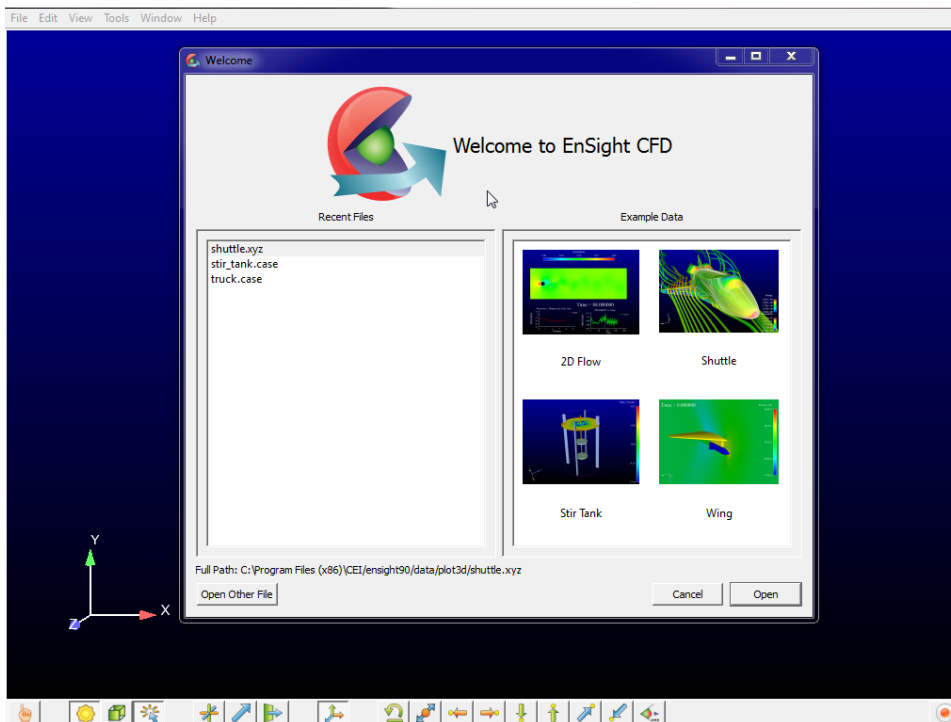 File Edit View Tools Window Help
Welcome
Welcome to EnSight CFD
Recent Files
Example Data
shuttle.xyz
stir_tank.case
truck.case
2D Flow
Shuttle
Stir Tank
Wing
Full Path: C:\Program Files (x86)\CEI/ensight90/data/plot3d/shuttle.xyz
Open Other File
Cancel
Open
Y
X
Z